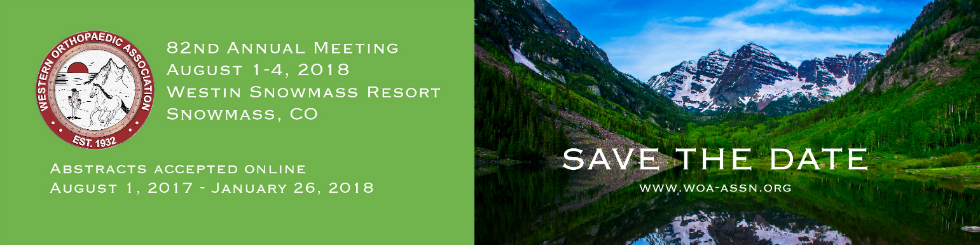 WESTERN ORTHOPAEDIC ASSOCIATION
EST. 1932
82nd Annual Meeting
August 1-4, 2018
Westin Snowmass Resort
Snowmass, CO
Abstracts accepted online
August 1, 2017 - January 26, 2018
SAVE THE DATE
www.woa-assn.org